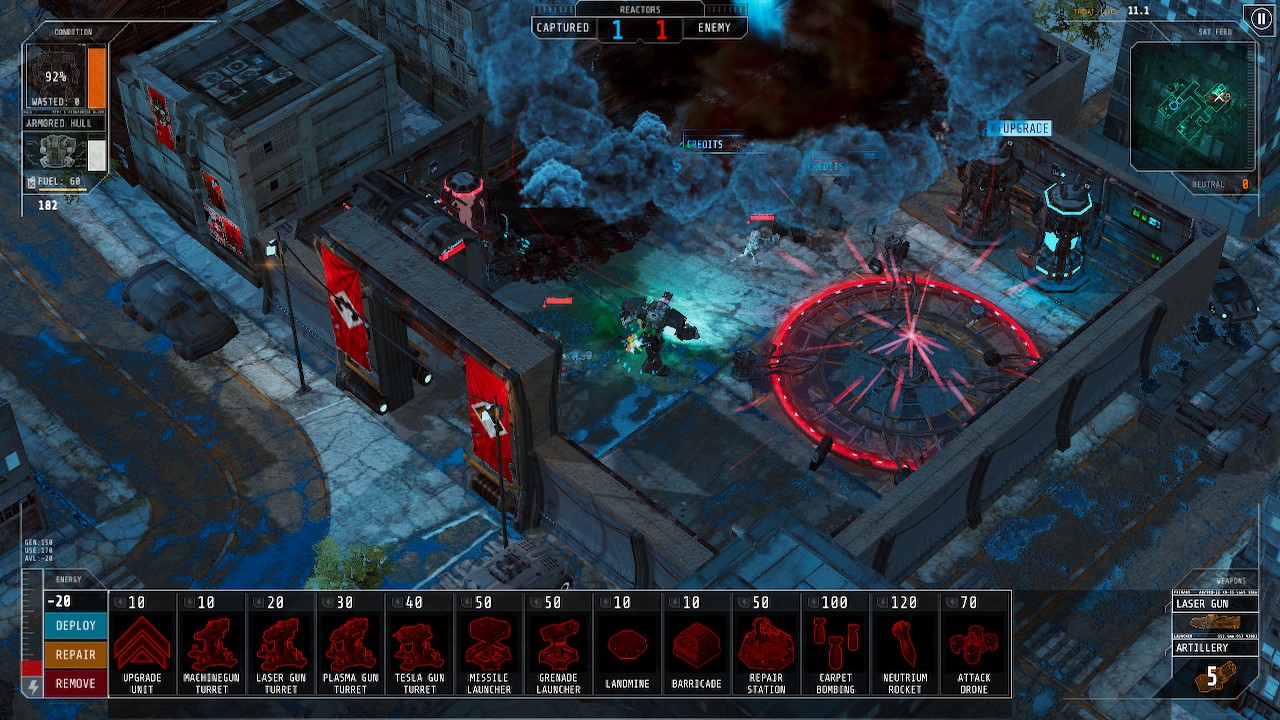 REACTORS
CAPTURED 1 1 ENEMY
THREAT LEVEL 11.1
CONDITION
92%
WASTED: 0
ARMORED HULL
FUEL: 60
182
SAT FEED
NEUTRAL 0
UPGRADE
CREDITS
$
CREDITS
GEN:150
USE:170
AVL:-20
ENERGY
-20
DEPLOY
REPAIR
REMOVE
10 10 20 30 40 50 50 10 10 50 100 120 70
UPGRADE UNIT
MACHINEGUN TURRET
LASER GUN TURRET
PLASMA GUN TURRET
TESLA GUN TURRET
MISSILE LAUNCHER
GRENADE LAUNCHER
LANDMINE
BARRICADE
REPAIR STATION
CARPET BOMBING
NEUTRIUM ROCKET
ATTACK DRONE
WEAPONS
LASER GUN
ARTILLERY
5